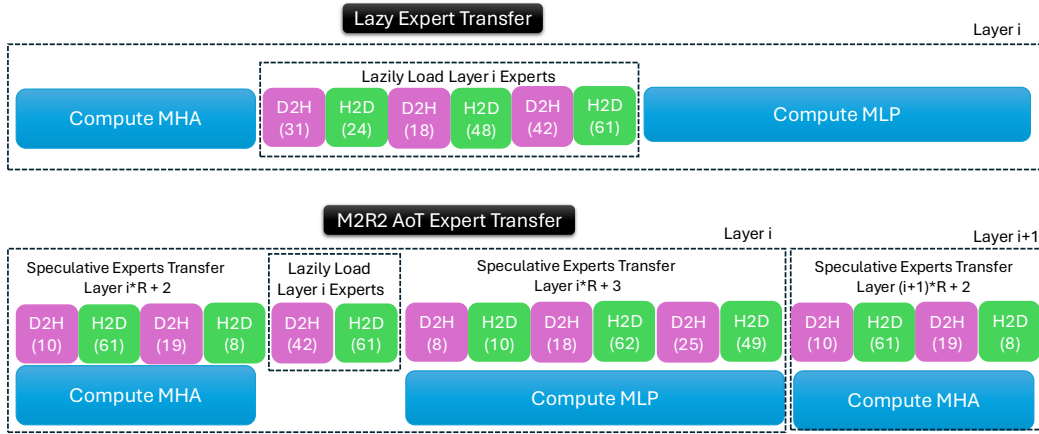 Lazy Expert Transfer
Layer i
Lazily Load Layer i Experts
Compute MHA
D2H
(31)
H2D
(24)
D2H
(18)
H2D
(48)
D2H
(42)
H2D
(61)
Compute MLP
M2R2 AoT Expert Transfer
Layer i
Layer i+1
Speculative Experts Transfer
Layer i*R + 2
D2H
(10)
H2D
(61)
D2H
(19)
H2D
(8)
Compute MHA
Lazily Load
Layer i Experts
D2H
(42)
H2D
(61)
Speculative Experts Transfer
Layer i*R + 3
D2H
(8)
H2D
(10)
D2H
(18)
H2D
(62)
D2H
(25)
H2D
(49)
Compute MLP
Speculative Experts Transfer
Layer (i+1)*R + 2
D2H
(10)
H2D
(61)
D2H
(19)
H2D
(8)
Compute MHA